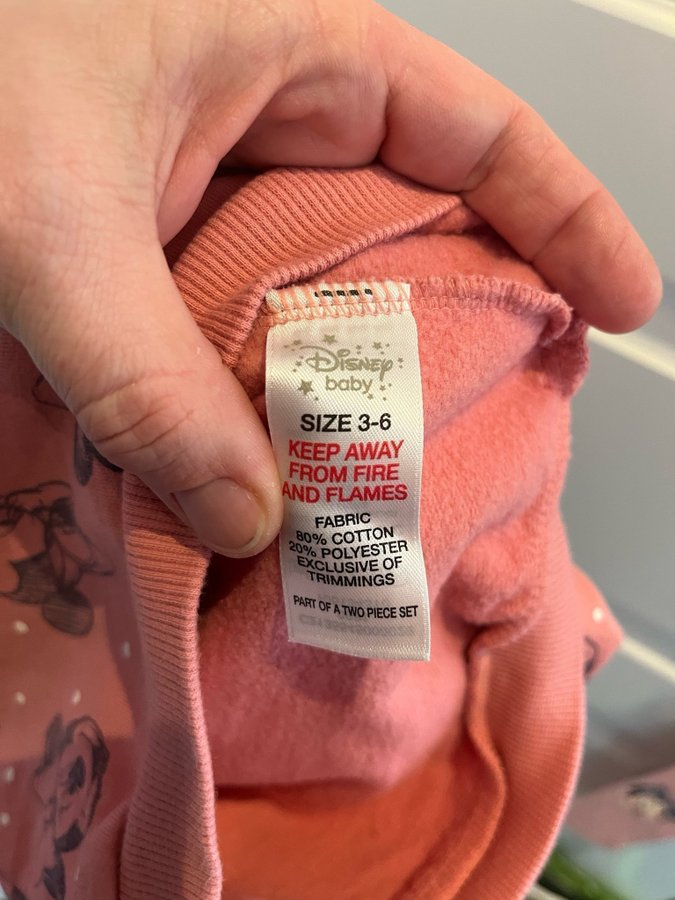 Disney
baby
SIZE 3-6
KEEP AWAY
FROM FIRE
AND FLAMES
FABRIC
80% COTTON
20% POLYESTER
EXCLUSIVE OF
TRIMMINGS
PART OF A TWO PIECE SET